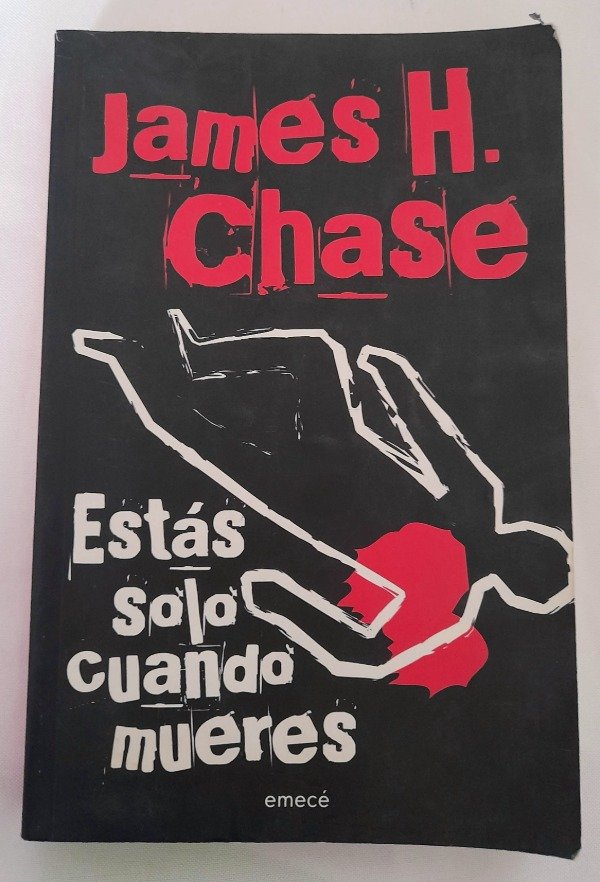 James H.
Chase
Estás
solo
cuando
mueres
emecé